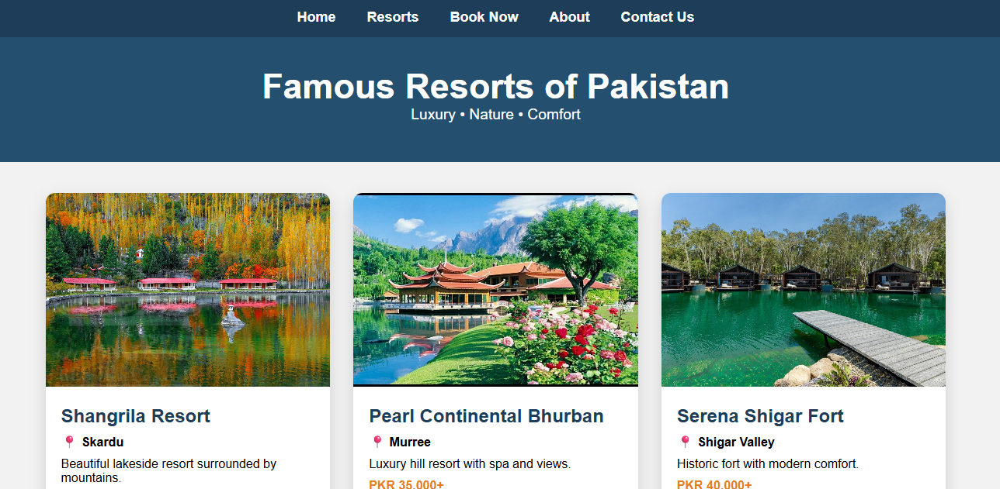 Home Resorts Book Now About Contact Us
Famous Resorts of Pakistan
Luxury • Nature • Comfort
Shangrila Resort
📍 Skardu
Beautiful lakeside resort surrounded by
mountains.
Pearl Continental Bhurban
📍 Murree
Luxury hill resort with spa and views.
PKR 35,000+
Serena Shigar Fort
📍 Shigar Valley
Historic fort with modern comfort.
PKR 40,000+